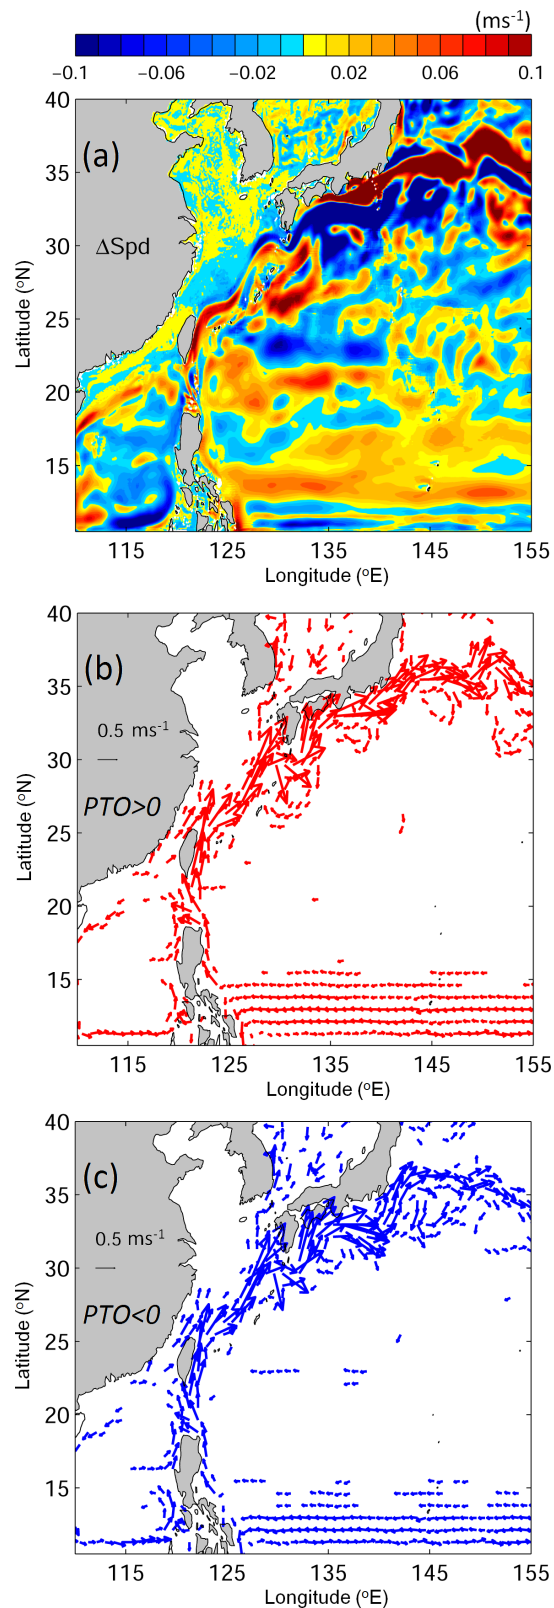 (ms⁻¹)
−0.1 −0.06 −0.02 0.02 0.06 0.1
40
(a)
35
30
ΔSpd
25
20
15
Latitude (°N)
115 125 135 145 155
Longitude (°E)
40
(b)
35
0.5 ms⁻¹
30
PTO>0
25
20
15
Latitude (°N)
115 125 135 145 155
Longitude (°E)
40
(c)
35
0.5 ms⁻¹
30
PTO<0
25
20
15
Latitude (°N)
115 125 135 145 155
Longitude (°E)